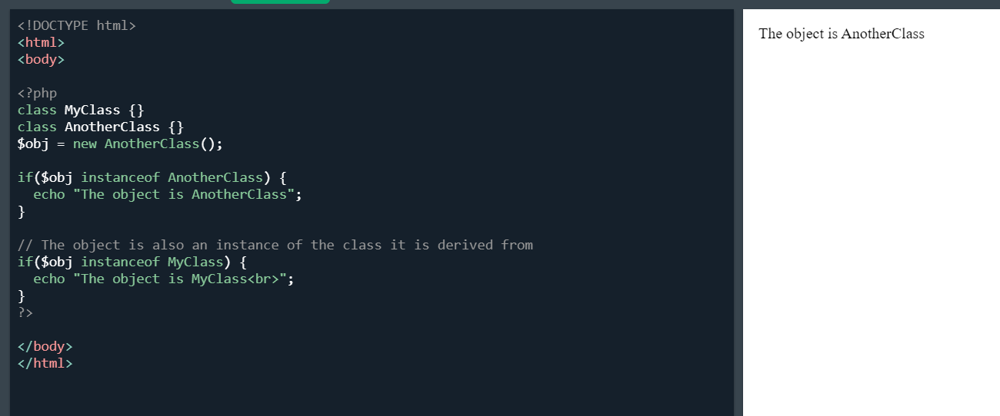 <!DOCTYPE html>
<html>
<body>
<?php
class MyClass {}
class AnotherClass {}
$obj = new AnotherClass();
if($obj instanceof AnotherClass) {
  echo "The object is AnotherClass";
}
// The object is also an instance of the class it is derived from
if($obj instanceof MyClass) {
  echo "The object is MyClass<br>";
}
?>
</body>
</html>
The object is AnotherClass